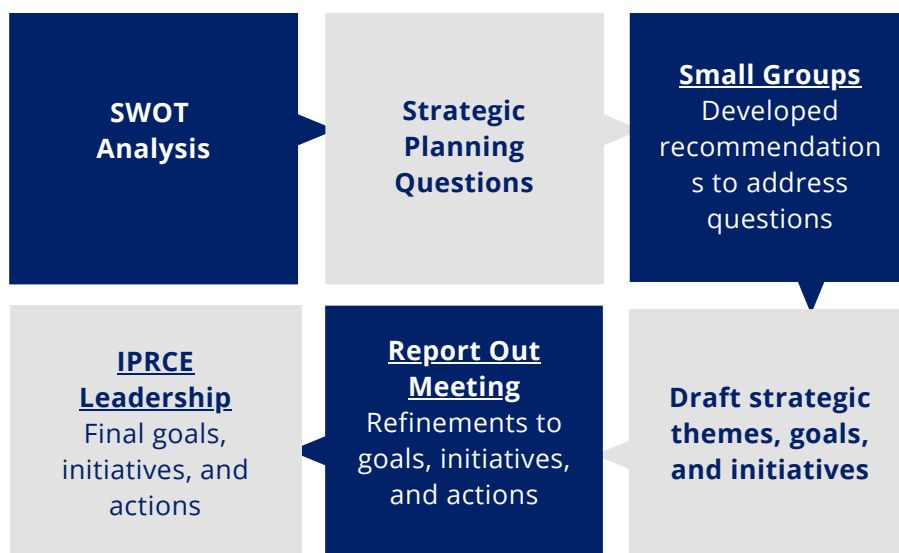 SWOT
Analysis
Strategic
Planning
Questions
Small Groups
Developed
recommendation
s to address
questions
Draft strategic
themes, goals,
and initiatives
Report Out
Meeting
Refinements to
goals, initiatives,
and actions
IPRCE
Leadership
Final goals,
initiatives, and
actions